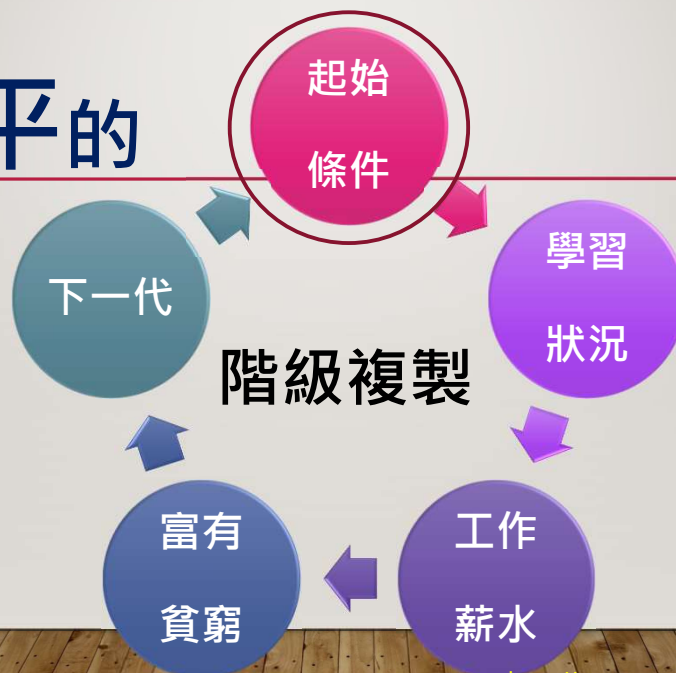 平的
起始
條件
學習
狀況
下一代
階級複製
富有
貧窮
工作
薪水